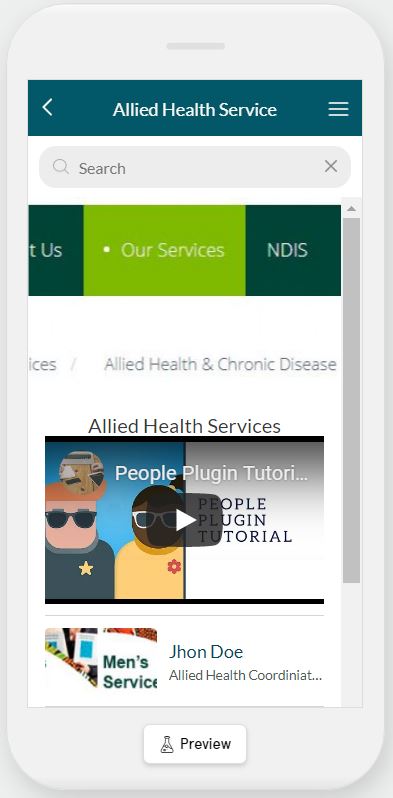 Allied Health Service
Search
t Us
• Our Services
NDIS
ices / Allied Health & Chronic Disease
Allied Health Services
People Plugin Tutori...
PEOPLE
PLUGIN
TUTORIAL
Men's
Service
Jhon Doe
Allied Health Coordiniat...
Preview